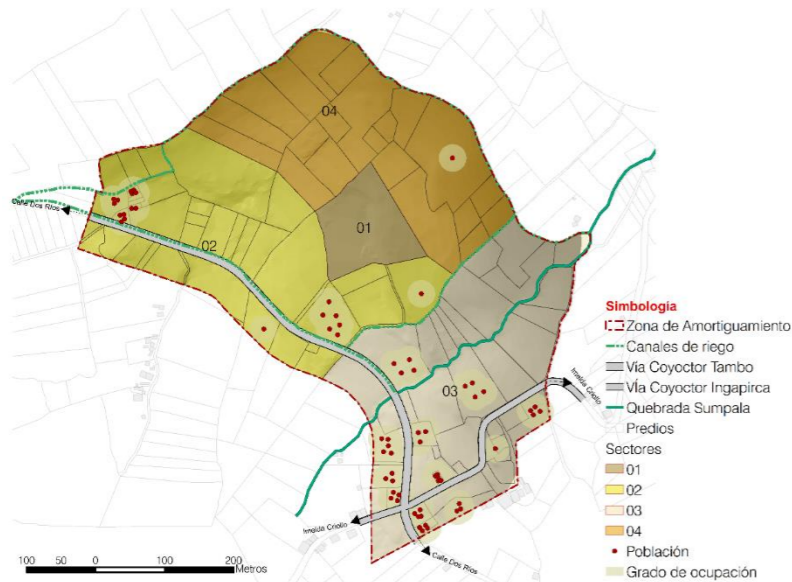 04
01
02
03
Calle Dos Ríos
Imelda Criollo
Imelda Criollo
Calle Dos Ríos
100 50 0 100 200
Metros
Simbología
Zona de Amortiguamiento
Canales de riego
Vía Coyoctor Tambo
VÍa Coyoctor Ingapirca
Quebrada Sumpala
Predios
Sectores
01
02
03
04
Población
Grado de ocupación